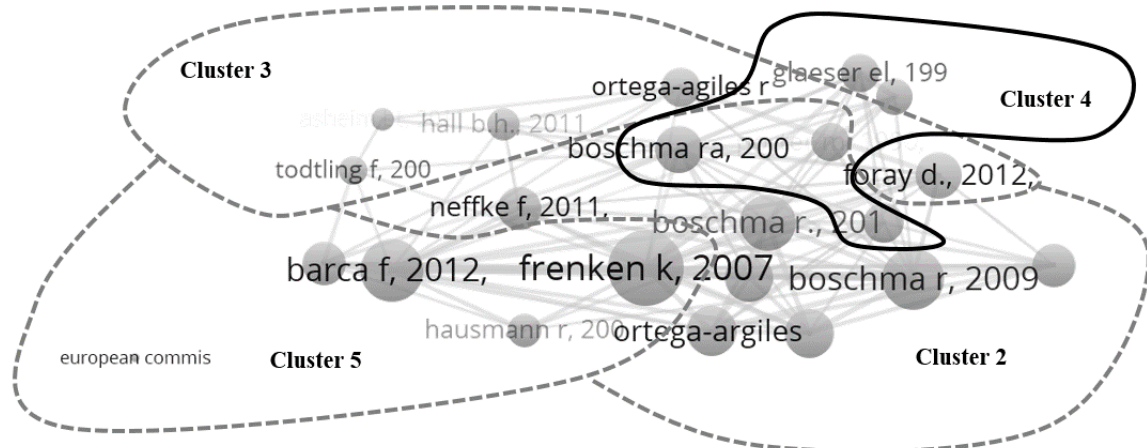 Cluster 3
glaeser el, 199
ortega-agiles r
Cluster 4
hall b.h., 2011
boschma ra, 200
todtling f, 200
foray d., 2012,
neffke f, 2011,
boschma r., 201
barca f, 2012,
frenken k, 2007
boschma r, 2009
hausmann r, 200
ortega-argiles
european commis
Cluster 5
Cluster 2